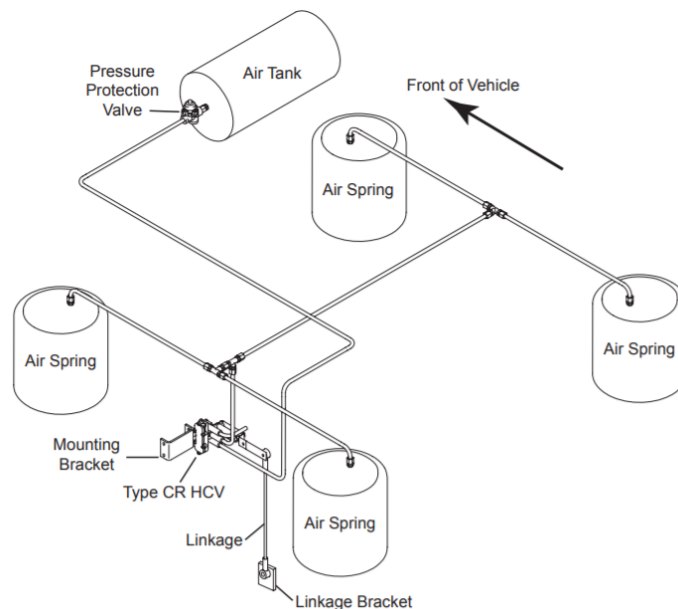 Pressure
Protection
Valve
Air Tank
Front of Vehicle
Air Spring
Air Spring
Air Spring
Mounting
Bracket
Type CR HCV
Air Spring
Linkage
Linkage Bracket